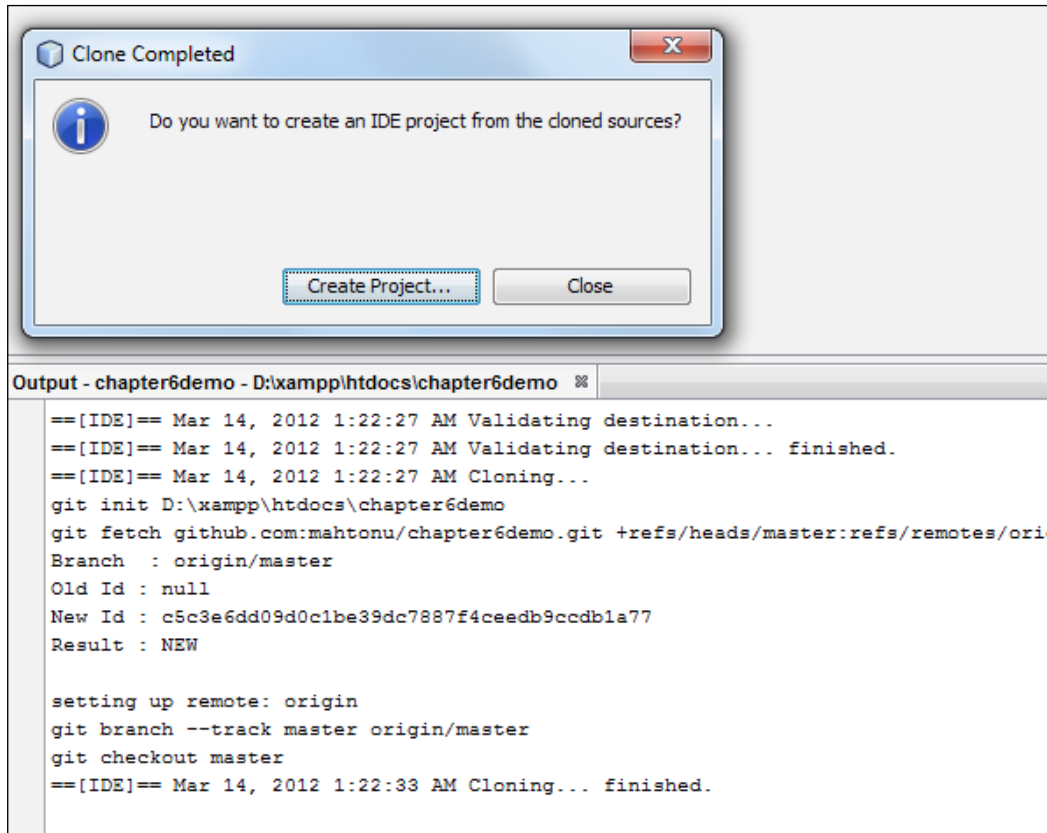 Clone Completed
Do you want to create an IDE project from the cloned sources?
Create Project...
Close
Output - chapter6demo - D:\xampp\htdocs\chapter6demo
==[IDE]== Mar 14, 2012 1:22:27 AM Validating destination...
==[IDE]== Mar 14, 2012 1:22:27 AM Validating destination... finished.
==[IDE]== Mar 14, 2012 1:22:27 AM Cloning...
git init D:\xampp\htdocs\chapter6demo
git fetch github.com:mahtonu/chapter6demo.git +refs/heads/master:refs/remotes/ori
Branch  : origin/master
Old Id : null
New Id : c5c3e6dd09d0c1be39dc7887f4ceedb9ccdb1a77
Result : NEW
setting up remote: origin
git branch --track master origin/master
git checkout master
==[IDE]== Mar 14, 2012 1:22:33 AM Cloning... finished.